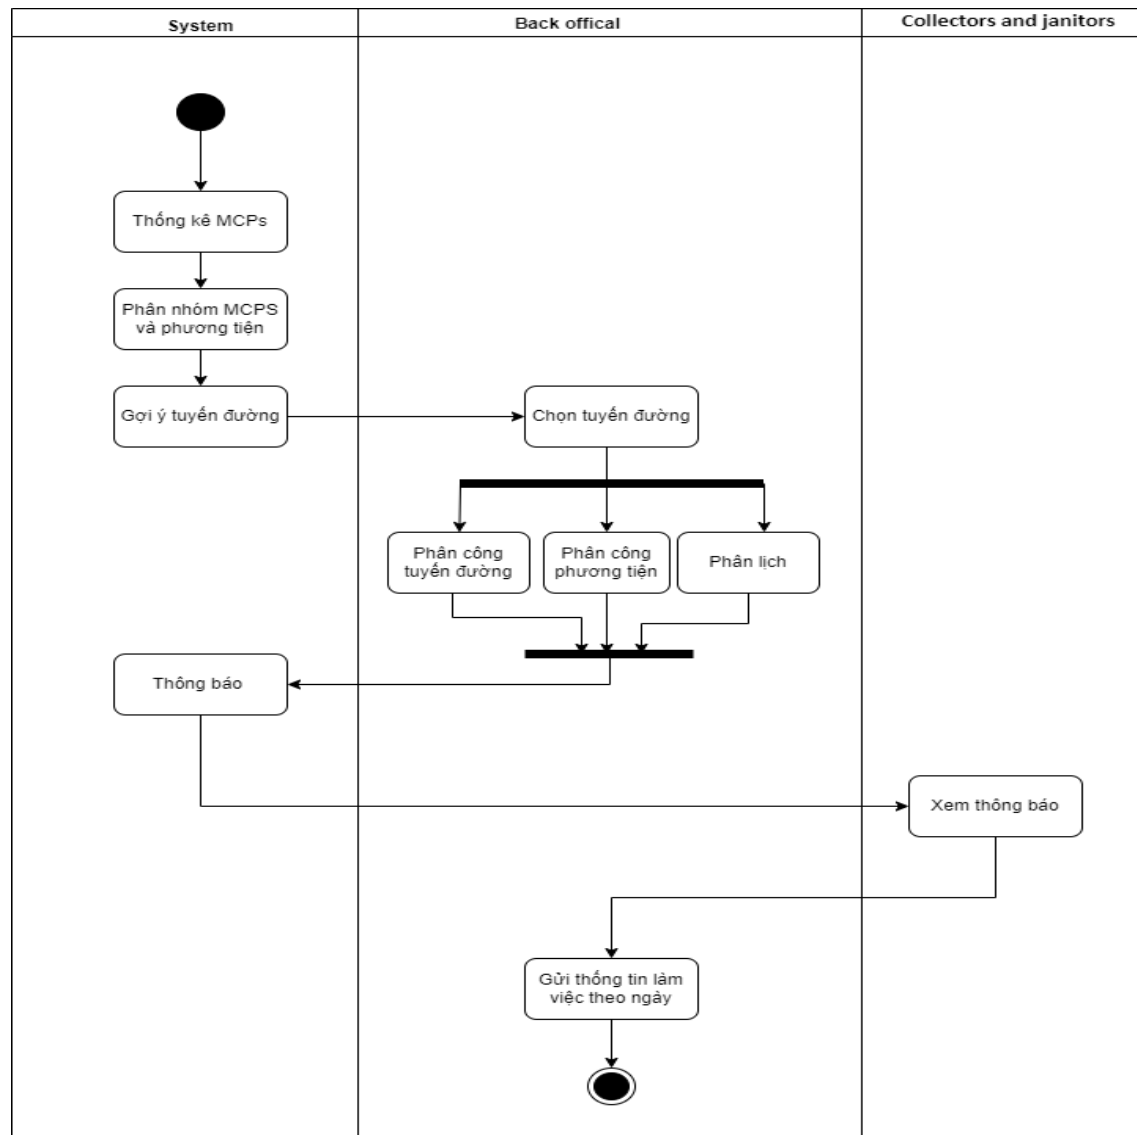 System
Back offical
Collectors and janitors
Thống kê MCPs
Phân nhóm MCPS
và phương tiện
Gợi ý tuyến đường
Chọn tuyến đường
Phân công
tuyến đường
Phân công
phương tiện
Phân lịch
Thông báo
Xem thông báo
Gửi thống tin làm
việc theo ngày